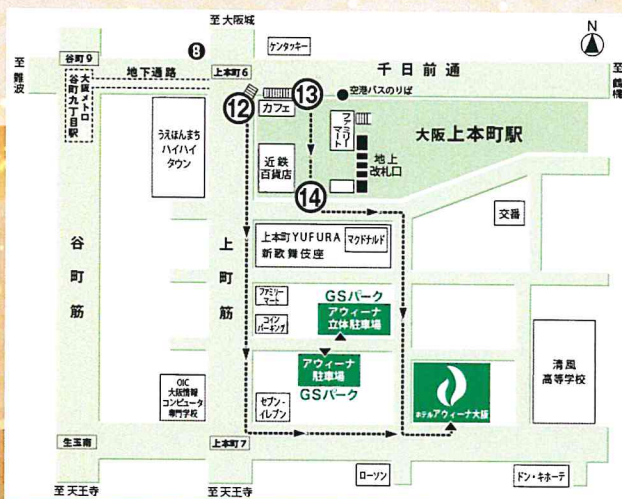 至 大阪城
N
ケンタッキー
8
谷町9
上本町6
千日前通
至 難波
至 鶴橋
地下通路
大阪メトロ
谷町九丁目駅
12
13
カフェ
空港バスのりば
ファミリーマート
大阪上本町駅
うえほんまち
ハイハイ
タウン
近鉄
百貨店
地上
改札口
14
交番
谷町筋
上町筋
上本町YUFURA
新歌舞伎座
マクドナルド
ファミリー
マート
GSパーク
アウィーナ
立体駐車場
コイン
パーキング
アウィーナ
駐車場
GSパーク
清風
高等学校
OIC
大阪情報
コンピュータ
専門学校
セブン-
イレブン
ホテルアウィーナ大阪
生玉南
上本町7
ローソン
ドン・キホーテ
至 天王寺
至 天王寺